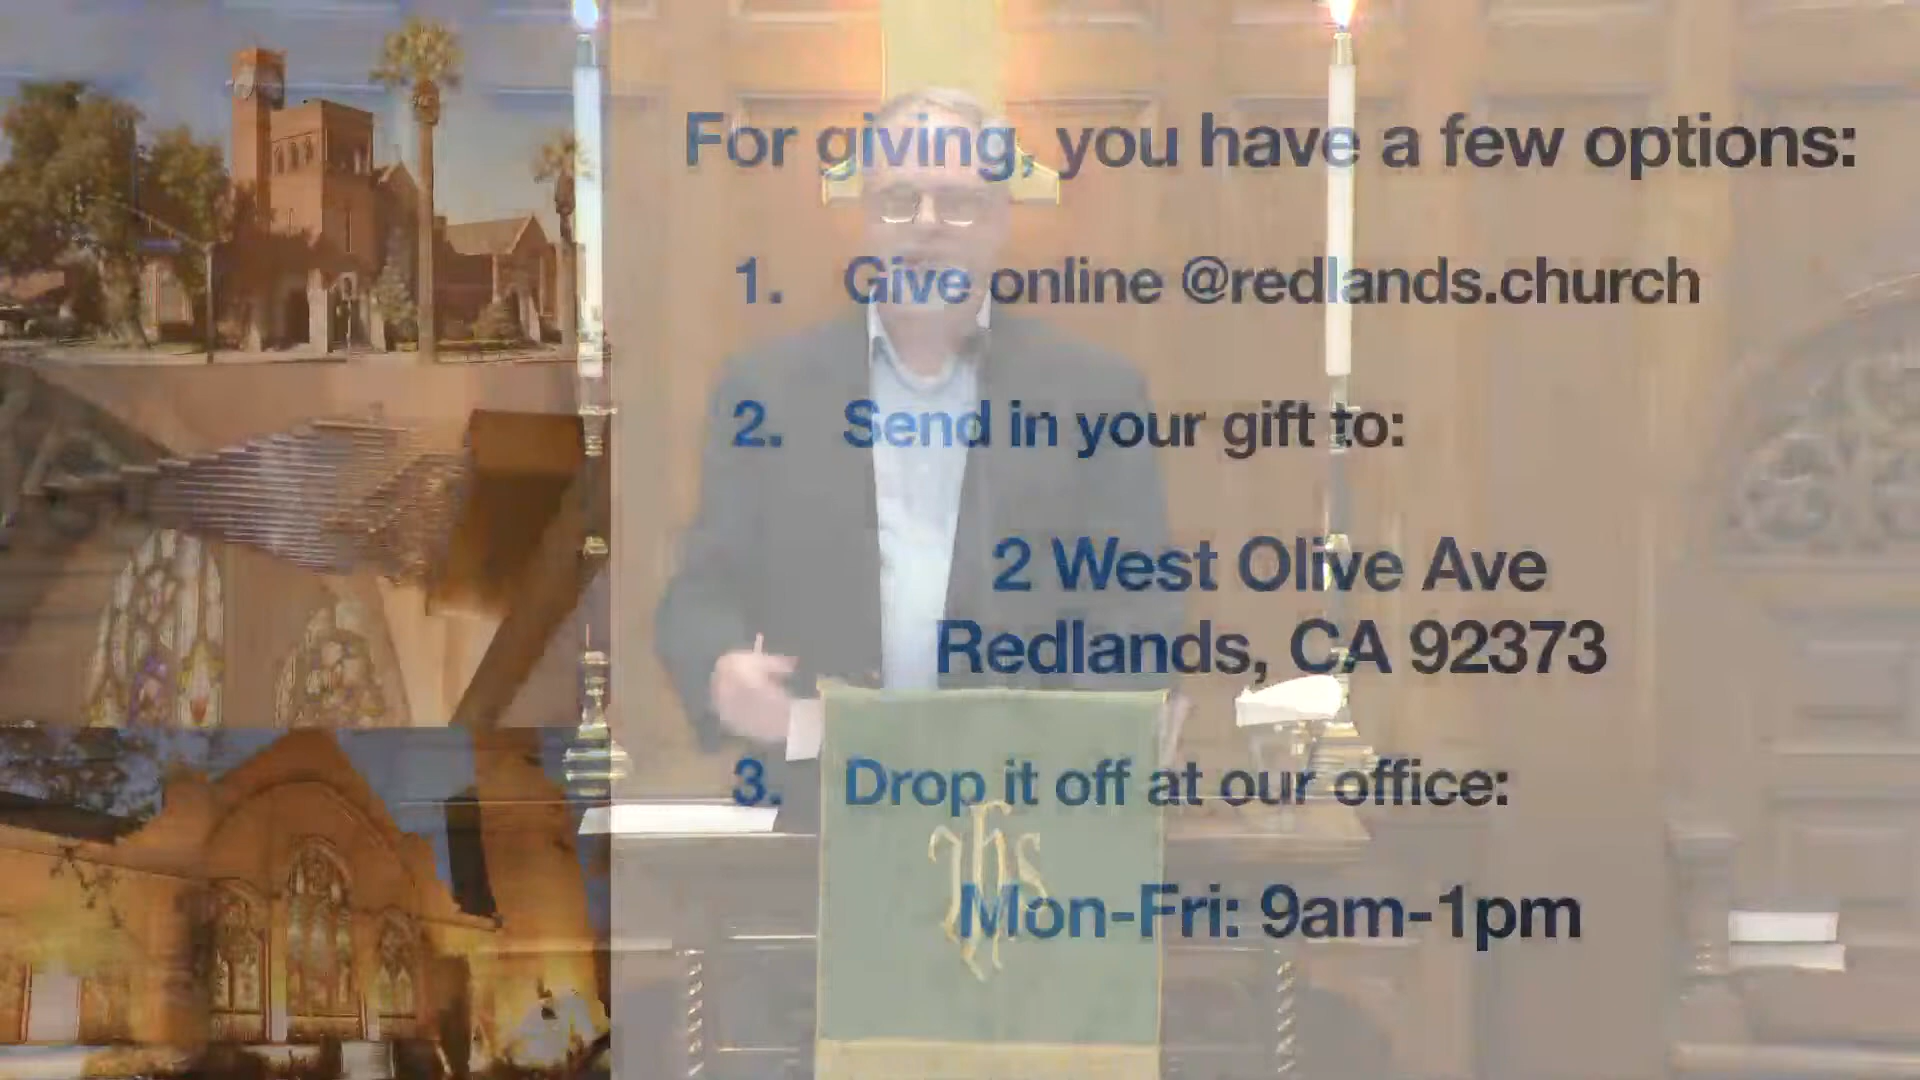 For giving, you have a few options:
1. Give online @redlands.church
2. Send in your gift to:
2 West Olive Ave
Redlands, CA 92373
3. Drop it off at our office:
IHS
Mon-Fri: 9am-1pm